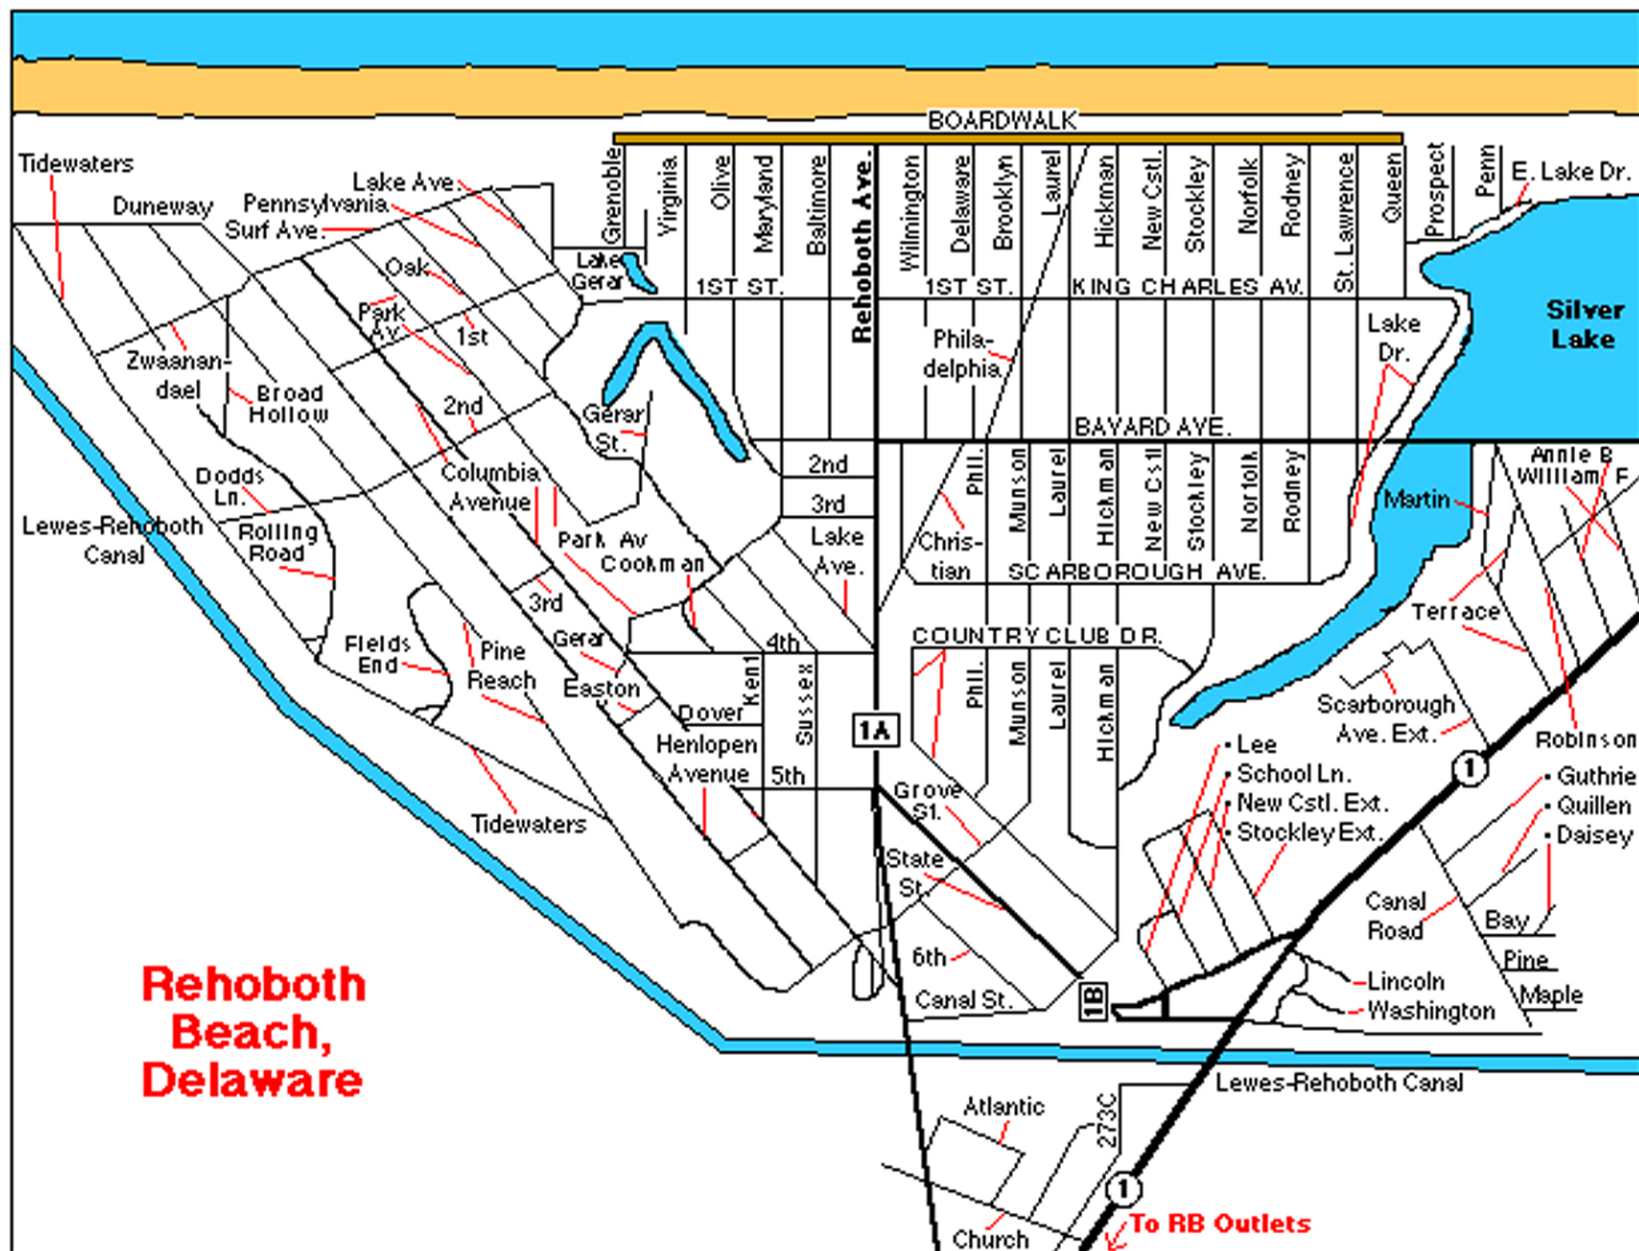 BOARDWALK
Tidewaters
Duneway
Lake Ave.
Pennsylvania
Surf Ave.
Grenoble
Virginia
Olive
Maryland
Baltimore
Rehoboth Ave.
Wilmington
Delaware
Brooklyn
Laurel
Hickman
New Cstl.
Stockley
Norfolk
Rodney
St. Lawrence
Queen
Prospect
Penn
E. Lake Dr.
Oak
Lake
Gerar
1ST ST.
1ST ST.
KING CHARLES AV.
Park
AV
1st
Phila-
delphia
Lake
Dr.
Silver
Lake
Zwaanan-
dael
Broad
Hollow
2nd
Gerar
St.
BAYARD AVE.
Columbia
Avenue
2nd
3rd
Phil.
Munson
Laurel
Hickman
New Cstl
Stockley
Norfolk
Rodney
Martin
Annie B
William F
Dodds
Ln.
Lewes-Rehoboth
Canal
Rolling
Road
Park Av
Cookman
Lake
Ave.
Chris-
tian
SCARBOROUGH AVE.
3rd
Gerar
4th
COUNTRY CLUB DR.
Terrace
Fields
End
Pine
Reach
Easton
Kent
Sussex
Phil.
Munson
Laurel
Hickman
Scarborough
Ave. Ext.
Dover
1A
Henlopen
Avenue
5th
Robinson
1
Lee
School Ln.
New Cstl. Ext.
Stockley Ext.
Guthrie
Quillen
Daisey
Tidewaters
Grove
St.
State
St.
Canal
Road
Bay
Pine
Maple
6th
Canal St.
1B
Lincoln
Washington
Rehoboth
Beach,
Delaware
Lewes-Rehoboth Canal
Atlantic
273C
1
Church
To RB Outlets